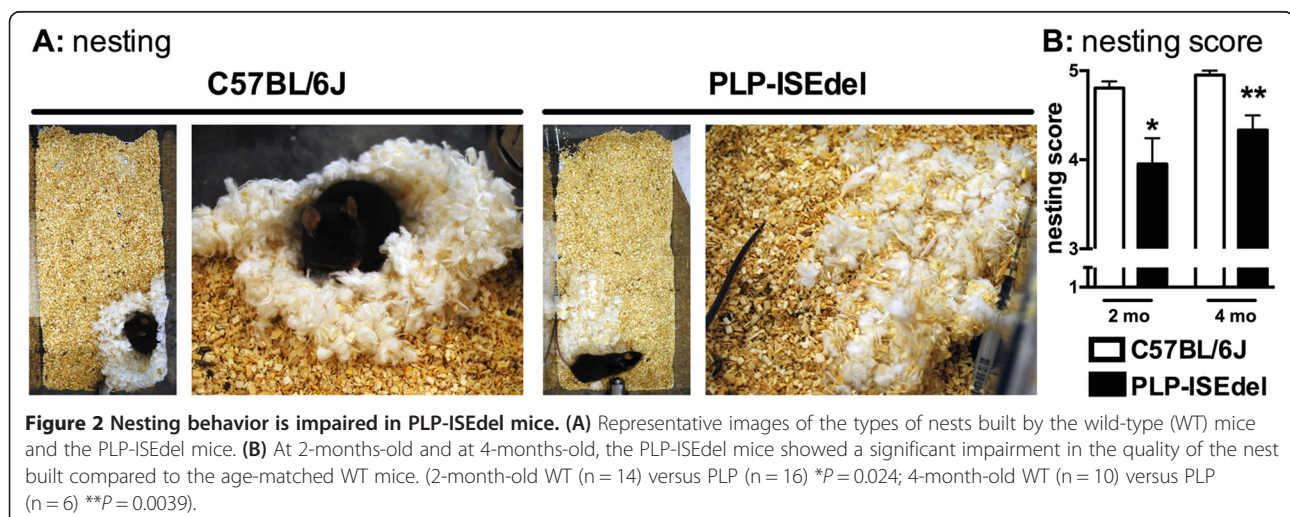 A: nesting
C57BL/6J
PLP-ISEdel
B: nesting score
nesting score
5
4
3
1
*
**
2 mo
4 mo
C57BL/6J
PLP-ISEdel
Figure 2 Nesting behavior is impaired in PLP-ISEdel mice. (A) Representative images of the types of nests built by the wild-type (WT) mice
and the PLP-ISEdel mice. (B) At 2-months-old and at 4-months-old, the PLP-ISEdel mice showed a significant impairment in the quality of the nest
built compared to the age-matched WT mice. (2-month-old WT (n = 14) versus PLP (n = 16) *P = 0.024; 4-month-old WT (n = 10) versus PLP
(n = 6) **P = 0.0039).